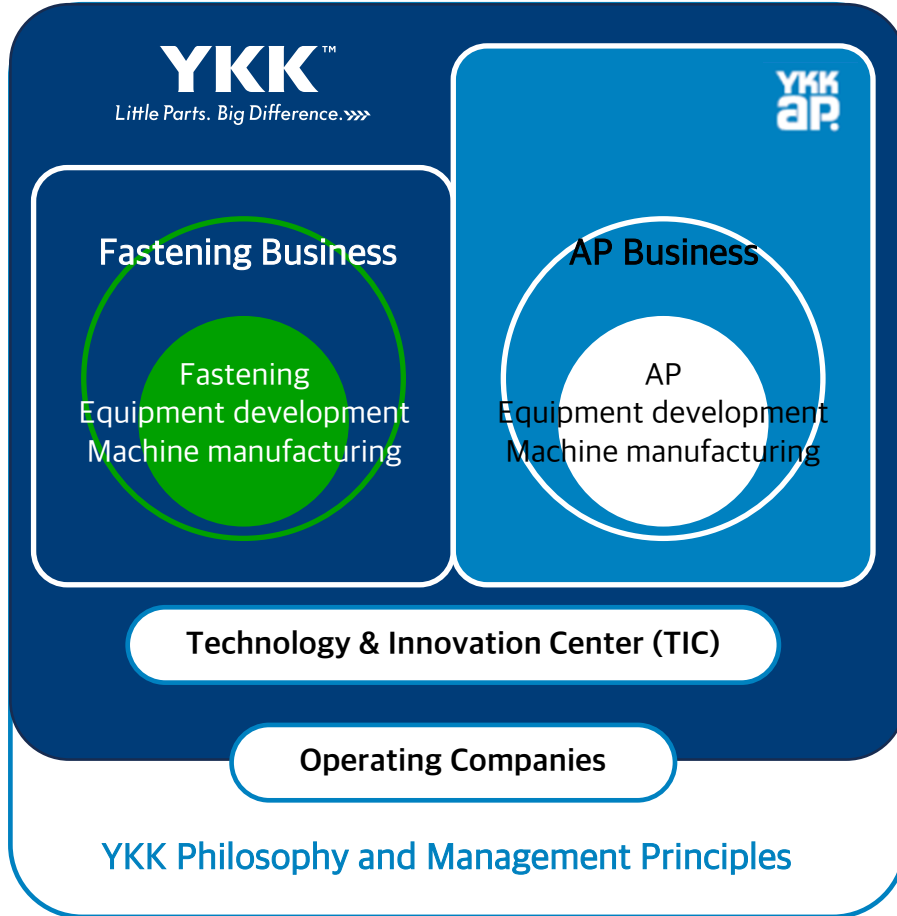 YKK™
Little Parts. Big Difference.
YKK
aP.
Fastening Business
Fastening
Equipment development
Machine manufacturing
AP Business
AP
Equipment development
Machine manufacturing
Technology & Innovation Center (TIC)
Operating Companies
YKK Philosophy and Management Principles